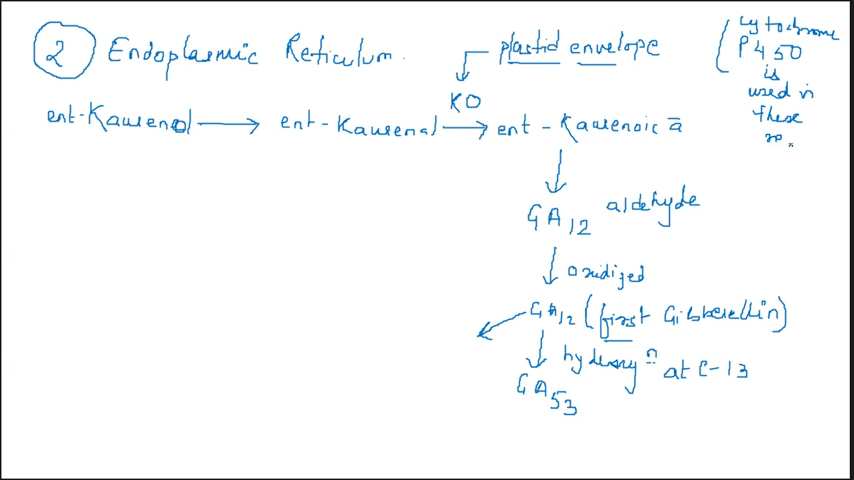 2 Endoplasmic Reticulum.
plastid envelope
cytochrome
P450
is
used in
these
rx.
KO
ent-Kaurenol → ent-Kaurenal → ent-Kaurenoic a̅
GA12 aldehyde
oxidized
GA12 (first Gibberellin)
hydroxyn at C-13
GA53